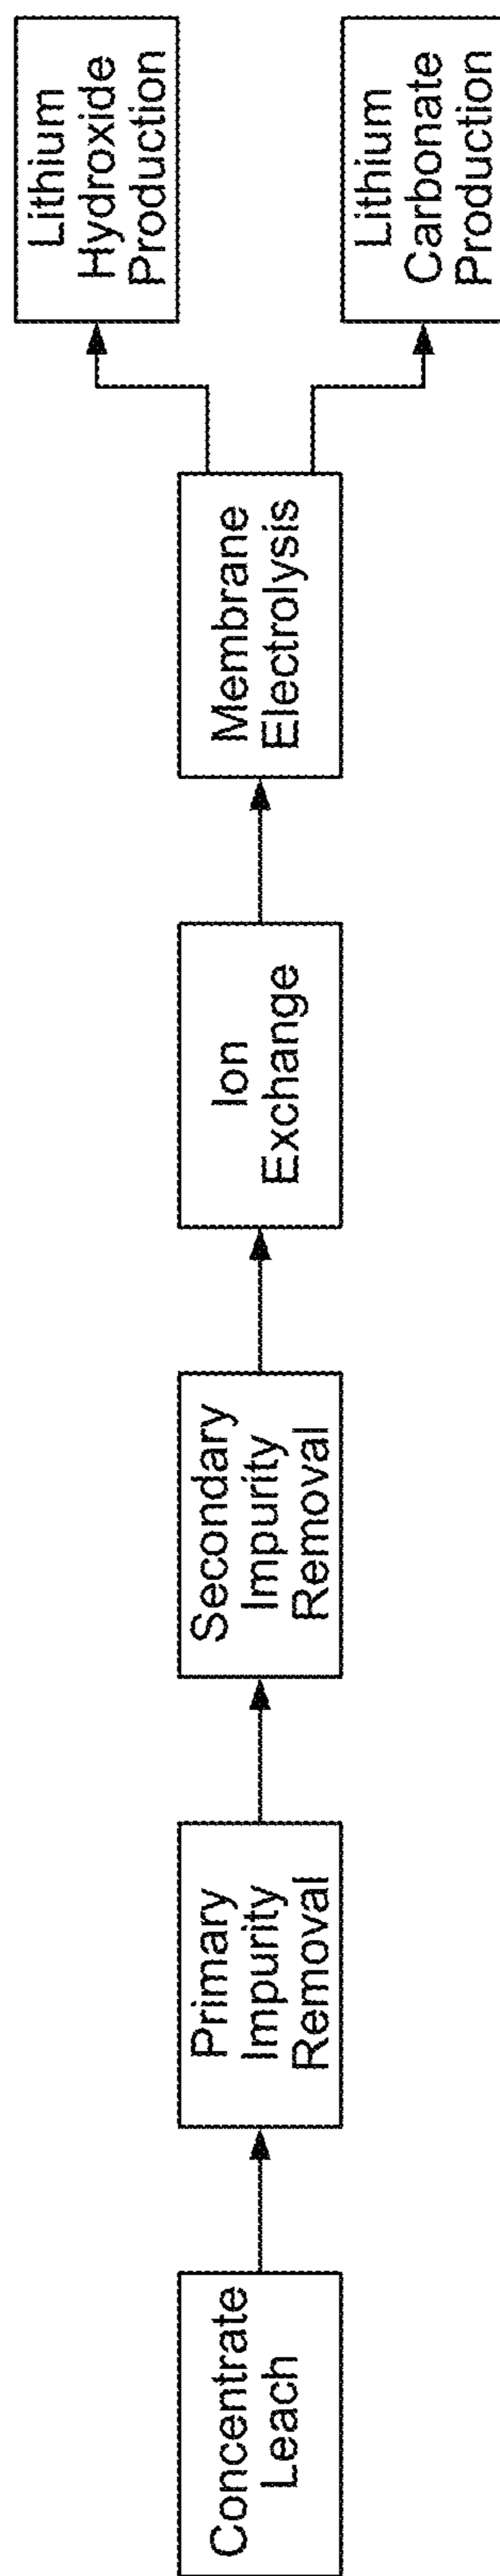 Concentrate
Leach
Primary
Impurity
Removal
Secondary
Impurity
Removal
Ion
Exchange
Membrane
Electrolysis
Lithium
Hydroxide
Production
Lithium
Carbonate
Production